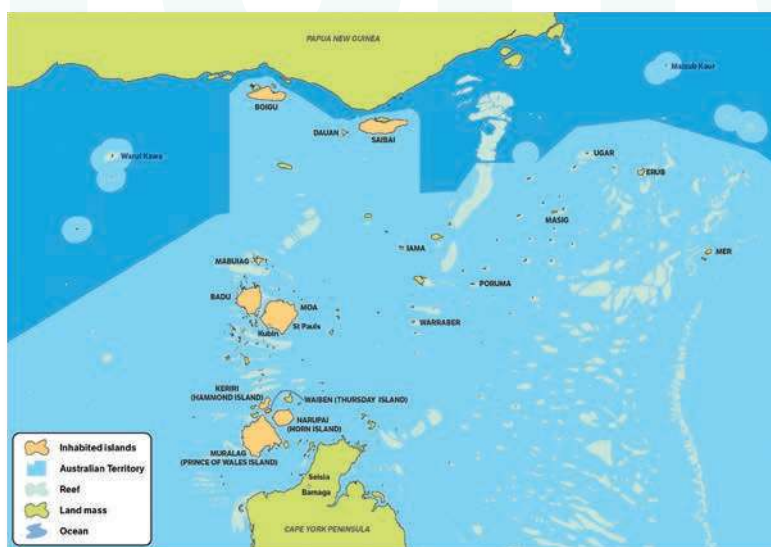 PAPUA NEW GUINEA
Maizab Kaur
BOIGU
DAUAN
SAIBAI
Warul Kawa
UGAR
ERUB
MASIG
IAMA
MER
MABUIAG
PORUMA
BADU
MOA
St Pauls
Kubin
WARRABER
KERIRI
(HAMMOND ISLAND)
WAIBEN (THURSDAY ISLAND)
NARUPAI
(HORN ISLAND)
MURALAG
(PRINCE OF WALES ISLAND)
Seisia
Bamaga
CAPE YORK PENINSULA
Inhabited islands
Australian Territory
Reef
Land mass
Ocean